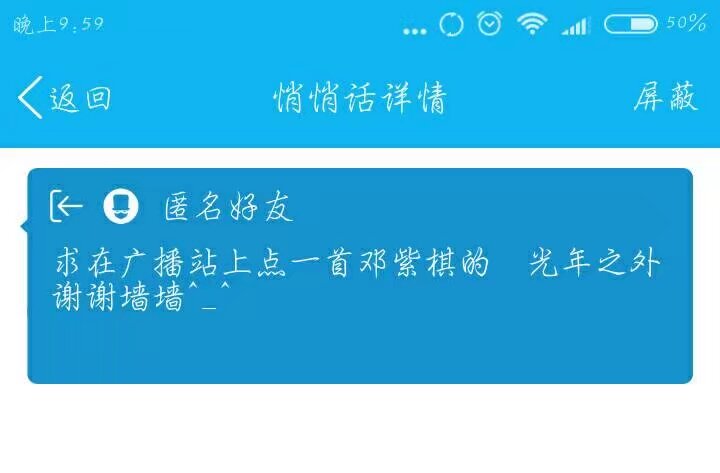 晚上9:59
50%
返回
悄悄话详情
屏蔽
匿名好友
求在广播站上点一首邓紫棋的　光年之外
谢谢墙墙^_^